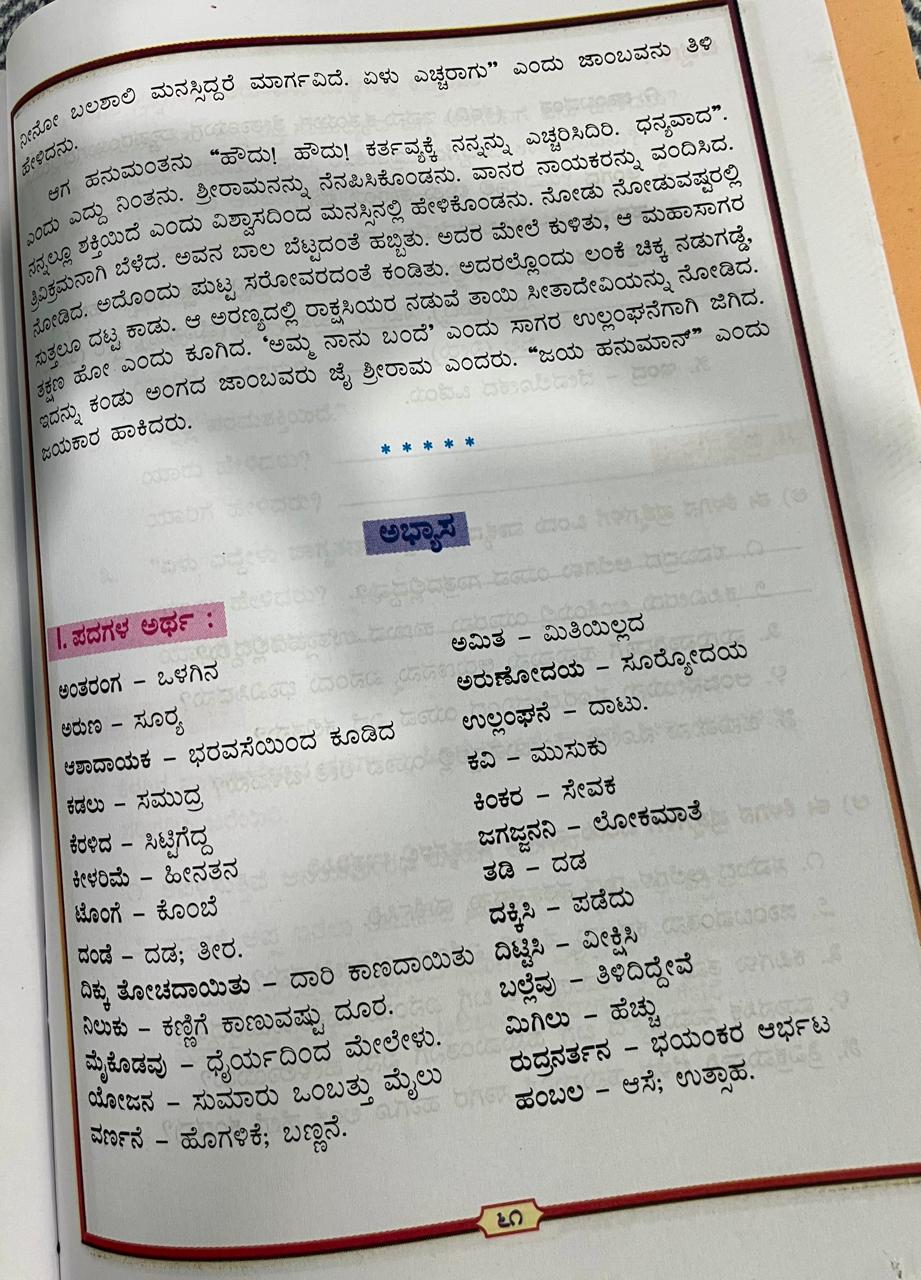 ನೀನೋ ಬಲಶಾಲಿ ಮನಸ್ಸಿದ್ದರೆ ಮಾರ್ಗವಿದೆ. ಏಳು ಎಚ್ಚರಾಗು” ಎಂದು ಜಾಂಬವನು ತಿಳಿ
ಹೇಳಿದನು.
ಆಗ ಹನುಮಂತನು “ಹೌದು! ಹೌದು! ಕರ್ತವ್ಯಕ್ಕೆ ನನ್ನನ್ನು ಎಚ್ಚರಿಸಿದಿರಿ. ಧನ್ಯವಾದ”.
ಎಂದು ಎದ್ದು ನಿಂತನು. ಶ್ರೀರಾಮನನ್ನು ನೆನಪಿಸಿಕೊಂಡನು. ವಾನರ ನಾಯಕರನ್ನು ವಂದಿಸಿದ.
ನನ್ನಲ್ಲೂ ಶಕ್ತಿಯಿದೆ ಎಂದು ವಿಶ್ವಾಸದಿಂದ ಮನಸ್ಸಿನಲ್ಲಿ ಹೇಳಿಕೊಂಡನು. ನೋಡು ನೋಡುವಷ್ಟರಲ್ಲಿ
ತ್ರಿವಿಕ್ರಮನಾಗಿ ಬೆಳೆದ. ಅವನ ಬಾಲ ಬೆಟ್ಟದಂತೆ ಹಬ್ಬಿತು. ಅದರ ಮೇಲೆ ಕುಳಿತು, ಆ ಮಹಾಸಾಗರ
ನೋಡಿದ. ಅದೊಂದು ಪುಟ್ಟ ಸರೋವರದಂತೆ ಕಂಡಿತು. ಅದರಲ್ಲೊಂದು ಲಂಕೆ ಚಿಕ್ಕ ನಡುಗಡ್ಡೆ,
ಸುತ್ತಲೂ ದಟ್ಟ ಕಾಡು. ಆ ಅರಣ್ಯದಲ್ಲಿ ರಾಕ್ಷಸಿಯರ ನಡುವೆ ತಾಯಿ ಸೀತಾದೇವಿಯನ್ನು ನೋಡಿದ.
ತಕ್ಷಣ ಹೋ ಎಂದು ಕೂಗಿದ. ‘ಅಮ್ಮ ನಾನು ಬಂದೆ’ ಎಂದು ಸಾಗರ ಉಲ್ಲಂಘನೆಗಾಗಿ ಜಿಗಿದ.
ಇದನ್ನು ಕಂಡು ಅಂಗದ ಜಾಂಬವರು ಜೈ ಶ್ರೀರಾಮ ಎಂದರು. “ಜಯ ಹನುಮಾನ್” ಎಂದು
ಜಯಕಾರ ಹಾಕಿದರು.
* * * * *
ಅಭ್ಯಾಸ
I. ಪದಗಳ ಅರ್ಥ :
ಅಂತರಂಗ – ಒಳಗಿನ
ಅರುಣ – ಸೂರ‍್ಯ
ಆಶಾದಾಯಕ – ಭರವಸೆಯಿಂದ ಕೂಡಿದ
ಕಡಲು – ಸಮುದ್ರ
ಕೆರಳಿದ – ಸಿಟ್ಟಿಗೆದ್ದ
ಕೀಳರಿಮೆ – ಹೀನತನ
ಟೊಂಗೆ – ಕೊಂಬೆ
ದಂಡೆ – ದಡ; ತೀರ.
ದಿಕ್ಕು ತೋಚದಾಯಿತು – ದಾರಿ ಕಾಣದಾಯಿತು
ನಿಲುಕು – ಕಣ್ಣಿಗೆ ಕಾಣುವಷ್ಟು ದೂರ.
ಮೈಕೊಡವು – ಧೈರ್ಯದಿಂದ ಮೇಲೇಳು.
ಯೋಜನ – ಸುಮಾರು ಒಂಬತ್ತು ಮೈಲು
ವರ್ಣನೆ – ಹೊಗಳಿಕೆ; ಬಣ್ಣನೆ.
ಅಮಿತ – ಮಿತಿಯಿಲ್ಲದ
ಅರುಣೋದಯ – ಸೂರ‍್ಯೋದಯ
ಉಲ್ಲಂಘನೆ – ದಾಟು.
ಕವಿ – ಮುಸುಕು
ಕಿಂಕರ – ಸೇವಕ
ಜಗಜ್ಜನನಿ – ಲೋಕಮಾತೆ
ತಡಿ – ದಡ
ದಕ್ಕಿಸಿ – ಪಡೆದು
ದಿಟ್ಟಿಸಿ – ವೀಕ್ಷಿಸಿ
ಬಲ್ಲೆವು – ತಿಳಿದಿದ್ದೇವೆ
ಮಿಗಿಲು – ಹೆಚ್ಚು
ರುದ್ರನರ್ತನ – ಭಯಂಕರ ಆರ್ಭಟ
ಹಂಬಲ – ಆಸೆ; ಉತ್ಸಾಹ.
೬೧